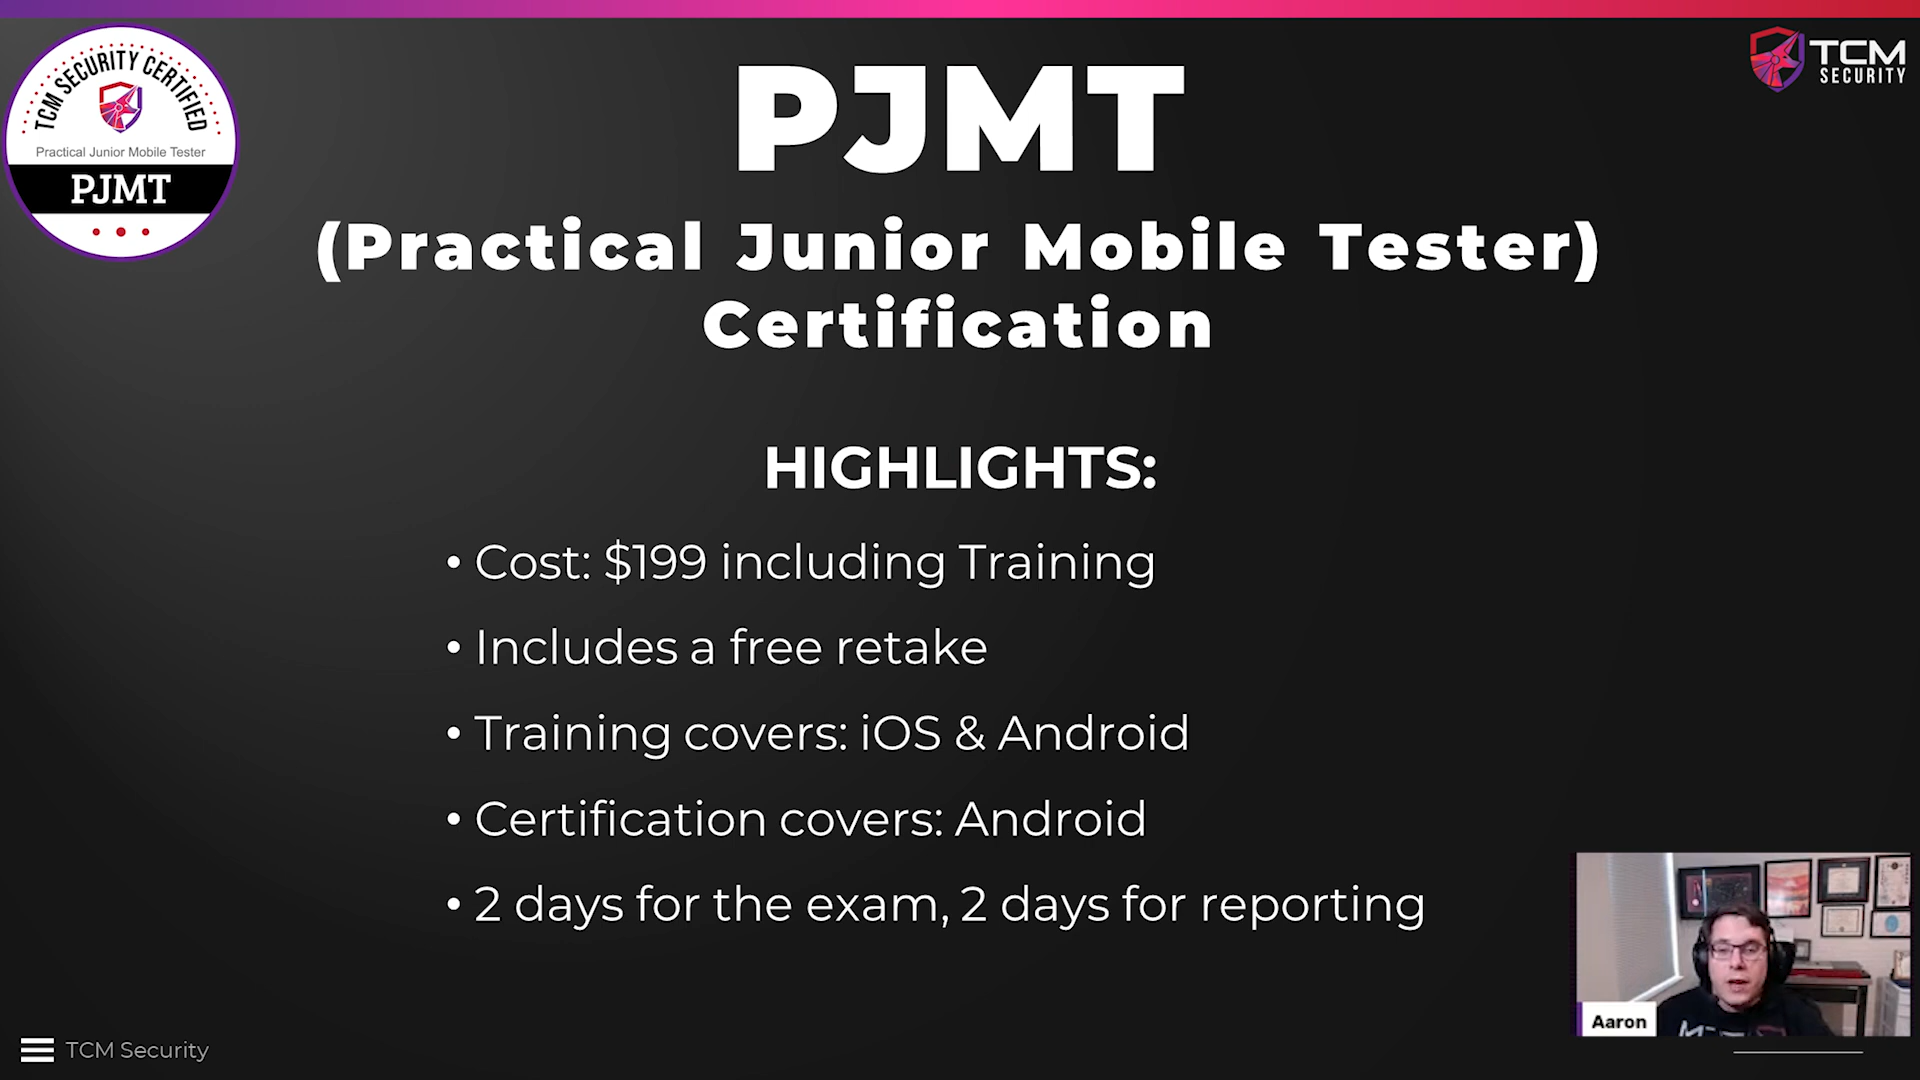 TCM SECURITY CERTIFIED
Practical Junior Mobile Tester
PJMT
TCM
SECURITY
PJMT
(Practical Junior Mobile Tester)
Certification
HIGHLIGHTS:
• Cost: $199 including Training
• Includes a free retake
• Training covers: iOS & Android
• Certification covers: Android
• 2 days for the exam, 2 days for reporting
Aaron
TCM Security